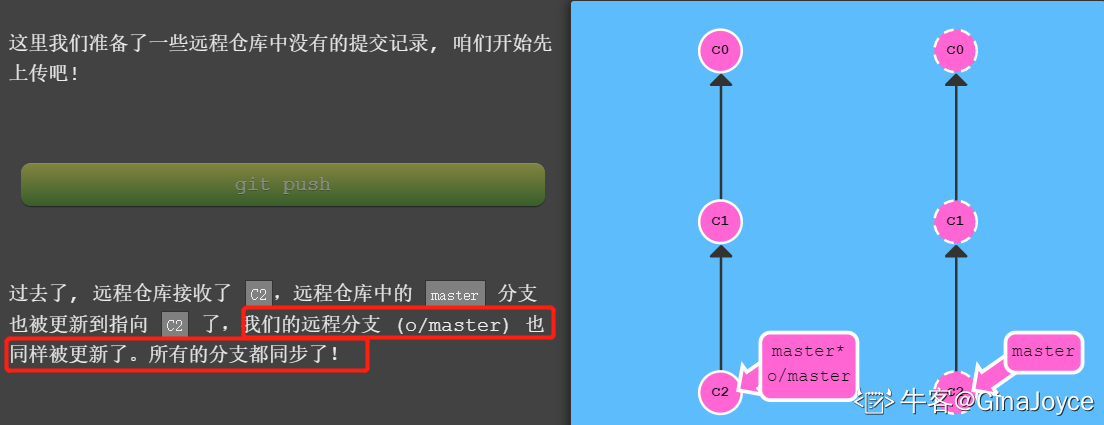 这里我们准备了一些远程仓库中没有的提交记录, 咱们开始先
上传吧!
git push
过去了, 远程仓库接收了 C2, 远程仓库中的 master 分支
也被更新到指向 C2 了, 我们的远程分支 (o/master) 也
同样被更新了。所有的分支都同步了!
C0
C0
C1
C1
master*
o/master
master
C2
C2
牛客@GinaJoyce